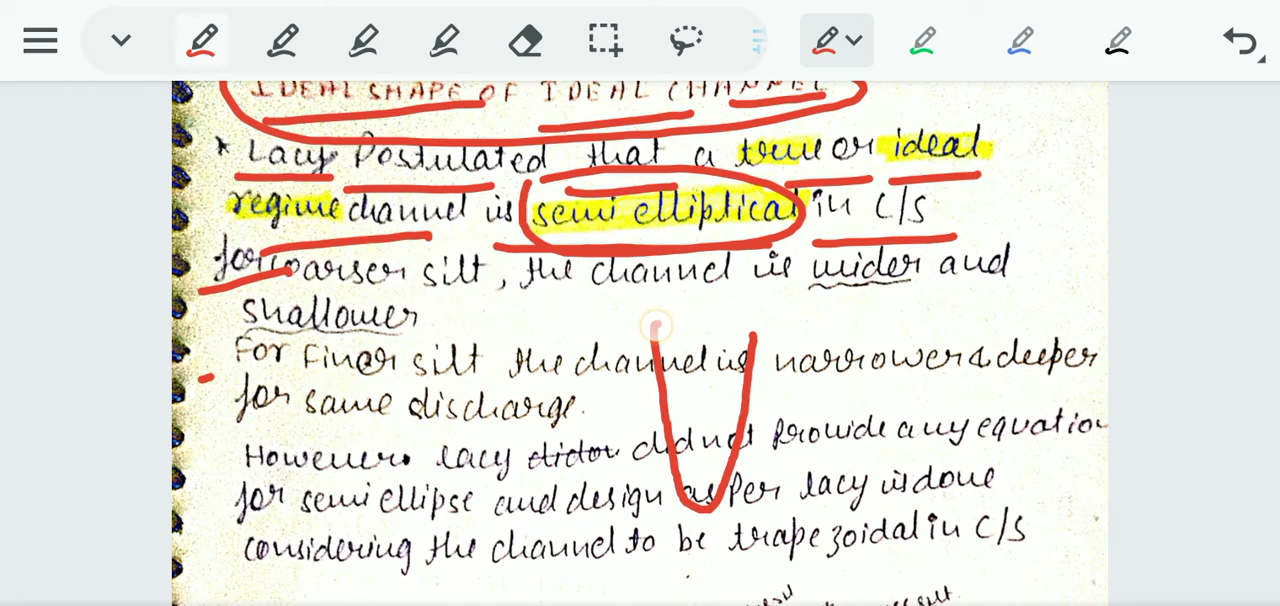 IDEAL SHAPE OF IDEAL CHANNEL
* Lacy Postulated that a true or ideal
regime channel is semi elliptical in C/S
for coarser silt, the channel is wider and
shallower
For Finer silt the channel is narrower & deeper
for same discharge.
However lacy did not Provide any equation
for semi ellipse and design as Per lacy is done
considering the channel to be trapezoidal in C/S
silt